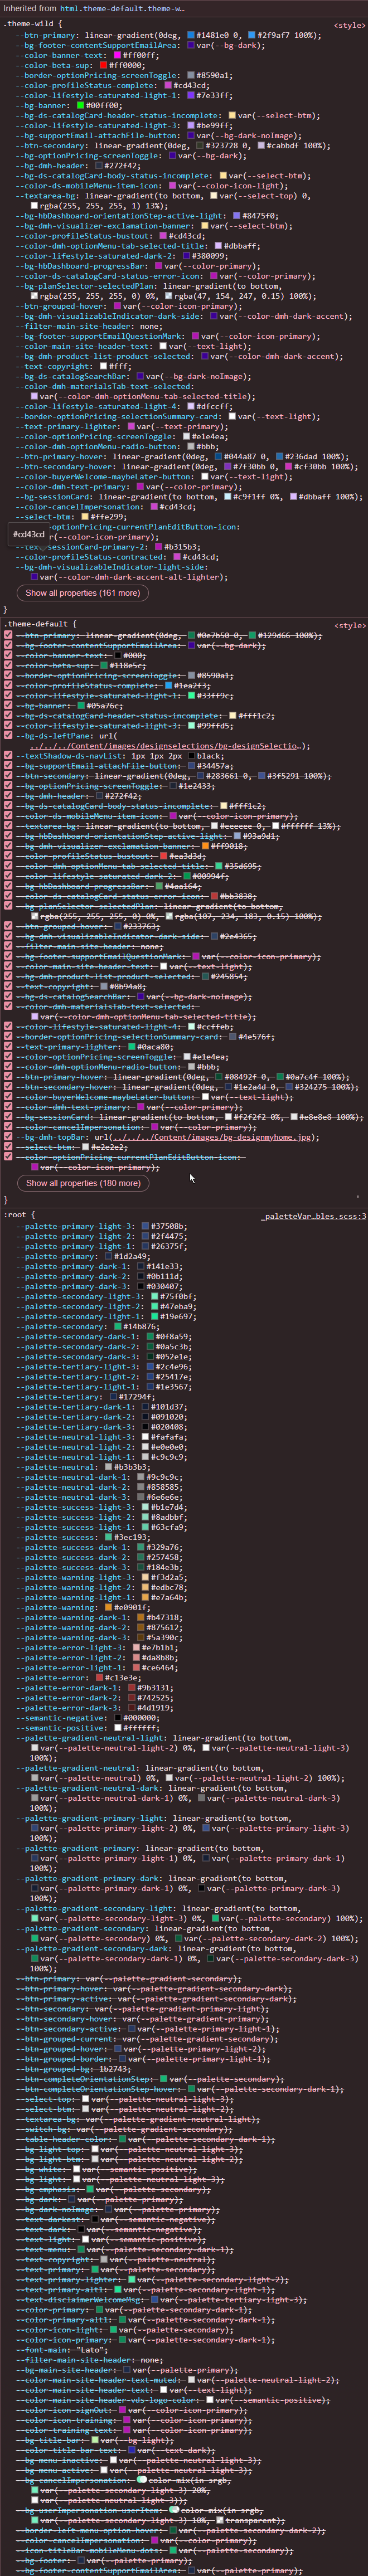 Inherited from html.theme-default.theme-w…
.theme-wild { <style>
--btn-primary: linear-gradient(0deg, #1481e0 0, #2f9af7 100%);
--bg-footer-contentSupportEmailArea: var(--bg-dark);
--color-banner-text: #ff00ff;
--color-beta-sup: #ff0000;
--border-optionPricing-screenToggle: #8590a1;
--color-profileStatus-complete: #cd43cd;
--color-lifestyle-saturated-light-1: #7e33ff;
--bg-banner: #00ff00;
--bg-ds-catalogCard-header-status-incomplete: var(--select-btm);
--color-lifestyle-saturated-light-3: #be99ff;
--bg-supportEmail-attachFile-button: var(--bg-dark-noImage);
--btn-secondary: linear-gradient(0deg, #323728 0, #cabbdf 100%);
--bg-optionPricing-screenToggle: var(--bg-dark);
--bg-dmh-header: #272f42;
--bg-ds-catalogCard-body-status-incomplete: var(--select-btm);
--color-ds-mobileMenu-item-icon: var(--color-icon-light);
--textarea-bg: linear-gradient(to bottom, var(--select-top) 0,
rgba(255, 255, 255, 1) 13%);
--bg-hbDashboard-orientationStep-active-light: #8475f0;
--bg-dmh-visualizer-exclamation-banner: var(--select-btm);
--color-profileStatus-bustout: #cd43cd;
--color-dmh-optionMenu-tab-selected-title: #dbbaff;
--color-lifestyle-saturated-dark-2: #380099;
--bg-hbDashboard-progressBar: var(--color-primary);
--color-ds-catalogCard-status-error-icon: var(--color-primary);
--bg-planSelector-selectedPlan: linear-gradient(to bottom,
rgba(255, 255, 255, 0) 0%, rgba(47, 154, 247, 0.15) 100%);
--btn-grouped-hover: var(--color-icon-primary);
--bg-dmh-visualizableIndicator-dark-side: var(--color-dmh-dark-accent);
--filter-main-site-header: none;
--bg-footer-supportEmailQuestionMark: var(--color-icon-primary);
--color-main-site-header-text: var(--text-light);
--bg-dmh-product-list-product-selected: var(--color-dmh-dark-accent);
--text-copyright: #fff;
--bg-ds-catalogSearchBar: var(--bg-dark-noImage);
--color-dmh-materialsTab-text-selected:
var(--color-dmh-optionMenu-tab-selected-title);
--color-lifestyle-saturated-light-4: #dfccff;
--border-optionPricing-selectionSummary-card: var(--text-light);
--text-primary-lighter: var(--text-primary);
--color-optionPricing-screenToggle: #e1e4ea;
--color-dmh-optionMenu-radio-button: #bbb;
--btn-primary-hover: linear-gradient(0deg, #044a87 0, #236dad 100%);
--btn-secondary-hover: linear-gradient(0deg, #7f30bb 0, #cf30bb 100%);
--color-buyerWelcome-maybeLater-button: var(--text-light);
--color-dmh-text-primary: var(--color-primary);
--bg-sessionCard: linear-gradient(to bottom, #c9f1ff 0%, #dbbaff 100%);
--color-cancelImpersonation: #cd43cd;
--select-btm: #ffe299;
optionPricing-currentPlanEditButton-icon:
#cd43cd
r(--color-icon-primary);
--text-sessionCard-primary-2: #b315b3;
--color-profileStatus-contracted: #cd43cd;
--bg-dmh-visualizableIndicator-light-side:
var(--color-dmh-dark-accent-alt-lighter);
Show all properties (161 more)
}
.theme-default { <style>
--btn-primary: linear-gradient(0deg, #0e7b50 0, #129d66 100%);
--bg-footer-contentSupportEmailArea: var(--bg-dark);
--color-banner-text: #000;
--color-beta-sup: #118e5c;
--border-optionPricing-screenToggle: #8590a1;
--color-profileStatus-complete: #1ea2f3;
--color-lifestyle-saturated-light-1: #33ff9c;
--bg-banner: #05a76c;
--bg-ds-catalogCard-header-status-incomplete: #fff1c2;
--color-lifestyle-saturated-light-3: #99ffd5;
--bg-ds-leftPane: url(
../../../Content/images/designselections/bg-designSelectio…);
--textShadow-ds-navList: 1px 1px 2px black;
--bg-supportEmail-attachFile-button: #34457a;
--btn-secondary: linear-gradient(0deg, #283661 0, #3f5291 100%);
--bg-optionPricing-screenToggle: #1e2433;
--bg-dmh-header: #272f42;
--bg-ds-catalogCard-body-status-incomplete: #fff1c2;
--color-ds-mobileMenu-item-icon: var(--color-icon-primary);
--textarea-bg: linear-gradient(to bottom, #eeeeee 0, #ffffff 13%);
--bg-hbDashboard-orientationStep-active-light: #93a9d1;
--bg-dmh-visualizer-exclamation-banner: #ff9018;
--color-profileStatus-bustout: #ea3d3d;
--color-dmh-optionMenu-tab-selected-title: #35d695;
--color-lifestyle-saturated-dark-2: #00994f;
--bg-hbDashboard-progressBar: #4aa164;
--color-ds-catalogCard-status-error-icon: #bb3838;
--bg-planSelector-selectedPlan: linear-gradient(to bottom,
rgba(255, 255, 255, 0) 0%, rgba(107, 234, 183, 0.15) 100%);
--btn-grouped-hover: #233763;
--bg-dmh-visualizableIndicator-dark-side: #2e4365;
--filter-main-site-header: none;
--bg-footer-supportEmailQuestionMark: var(--color-icon-primary);
--color-main-site-header-text: var(--text-light);
--bg-dmh-product-list-product-selected: #245854;
--text-copyright: #8b94a8;
--bg-ds-catalogSearchBar: var(--bg-dark-noImage);
--color-dmh-materialsTab-text-selected:
var(--color-dmh-optionMenu-tab-selected-title);
--color-lifestyle-saturated-light-4: #ccffeb;
--border-optionPricing-selectionSummary-card: #4e576f;
--text-primary-lighter: #0aca80;
--color-optionPricing-screenToggle: #e1e4ea;
--color-dmh-optionMenu-radio-button: #bbb;
--btn-primary-hover: linear-gradient(0deg, #08492f 0, #0a7c4f 100%);
--btn-secondary-hover: linear-gradient(0deg, #1e2a4d 0, #324275 100%);
--color-buyerWelcome-maybeLater-button: var(--text-light);
--color-dmh-text-primary: var(--color-primary);
--bg-sessionCard: linear-gradient(to bottom, #f2f2f2 0%, #e8e8e8 100%);
--color-cancelImpersonation: var(--color-primary);
--bg-dmh-topBar: url(../../../Content/images/bg-designmyhome.jpg);
--select-btm: #e2e2e2;
--color-optionPricing-currentPlanEditButton-icon:
var(--color-icon-primary);
Show all properties (180 more)
}
:root { _paletteVar…bles.scss:3
--palette-primary-light-3: #37508b;
--palette-primary-light-2: #2f4475;
--palette-primary-light-1: #26375f;
--palette-primary: #1d2a49;
--palette-primary-dark-1: #141e33;
--palette-primary-dark-2: #0b111d;
--palette-primary-dark-3: #030407;
--palette-secondary-light-3: #75f0bf;
--palette-secondary-light-2: #47eba9;
--palette-secondary-light-1: #19e697;
--palette-secondary: #14b876;
--palette-secondary-dark-1: #0f8a59;
--palette-secondary-dark-2: #0a5c3b;
--palette-secondary-dark-3: #052e1e;
--palette-tertiary-light-3: #2c4e96;
--palette-tertiary-light-2: #25417e;
--palette-tertiary-light-1: #1e3567;
--palette-tertiary: #17294f;
--palette-tertiary-dark-1: #101d37;
--palette-tertiary-dark-2: #091020;
--palette-tertiary-dark-3: #020408;
--palette-neutral-light-3: #fafafa;
--palette-neutral-light-2: #e0e0e0;
--palette-neutral-light-1: #c9c9c9;
--palette-neutral: #b3b3b3;
--palette-neutral-dark-1: #9c9c9c;
--palette-neutral-dark-2: #858585;
--palette-neutral-dark-3: #6e6e6e;
--palette-success-light-3: #b1e7d4;
--palette-success-light-2: #8adbbf;
--palette-success-light-1: #63cfa9;
--palette-success: #3ec193;
--palette-success-dark-1: #329a76;
--palette-success-dark-2: #257458;
--palette-success-dark-3: #184e3b;
--palette-warning-light-3: #f3d2a5;
--palette-warning-light-2: #edbc78;
--palette-warning-light-1: #e7a64b;
--palette-warning: #e0901f;
--palette-warning-dark-1: #b47318;
--palette-warning-dark-2: #875612;
--palette-warning-dark-3: #5a390c;
--palette-error-light-3: #e7b1b1;
--palette-error-light-2: #da8b8b;
--palette-error-light-1: #ce6464;
--palette-error: #c13e3e;
--palette-error-dark-1: #9b3131;
--palette-error-dark-2: #742525;
--palette-error-dark-3: #4d1919;
--semantic-negative: #000000;
--semantic-positive: #ffffff;
--palette-gradient-neutral-light: linear-gradient(to bottom,
var(--palette-neutral-light-2) 0%, var(--palette-neutral-light-3)
100%);
--palette-gradient-neutral: linear-gradient(to bottom,
var(--palette-neutral) 0%, var(--palette-neutral-light-2) 100%);
--palette-gradient-neutral-dark: linear-gradient(to bottom,
var(--palette-neutral-dark-1) 0%, var(--palette-neutral-dark-3)
100%);
--palette-gradient-primary-light: linear-gradient(to bottom,
var(--palette-primary-light-2) 0%, var(--palette-primary-light-3)
100%);
--palette-gradient-primary: linear-gradient(to bottom,
var(--palette-primary-light-1) 0%, var(--palette-primary-dark-1)
100%);
--palette-gradient-primary-dark: linear-gradient(to bottom,
var(--palette-primary-dark-1) 0%, var(--palette-primary-dark-3)
100%);
--palette-gradient-secondary-light: linear-gradient(to bottom,
var(--palette-secondary-light-3) 0%, var(--palette-secondary) 100%);
--palette-gradient-secondary: linear-gradient(to bottom,
var(--palette-secondary) 0%, var(--palette-secondary-dark-2) 100%);
--palette-gradient-secondary-dark: linear-gradient(to bottom,
var(--palette-secondary-dark-1) 0%, var(--palette-secondary-dark-3)
100%);
--btn-primary: var(--palette-gradient-secondary);
--btn-primary-hover: var(--palette-gradient-secondary-dark);
--btn-primary-active: var(--palette-gradient-secondary);
--btn-secondary: var(--palette-gradient-primary-light);
--btn-secondary-hover: var(--palette-gradient-primary);
--btn-secondary-active: var(--palette-primary-light-1);
--btn-grouped-current: var(--palette-gradient-secondary);
--btn-grouped-hover: var(--palette-primary-light-2);
--btn-grouped-border: var(--palette-primary-light-1);
--btn-grouped-bg: 1b2743;
--btn-completeOrientationStep: var(--palette-secondary);
--btn-completeOrientationStep-hover: var(--palette-secondary-dark-1);
--select-top: var(--palette-neutral-light-3);
--select-btm: var(--palette-neutral-light-2);
--textarea-bg: var(--palette-gradient-neutral-light);
--switch-bg: var(--palette-gradient-secondary);
--table-header-color: var(--palette-secondary-dark-1);
--bg-light-top: var(--palette-neutral-light-3);
--bg-light-btm: var(--palette-neutral-light-2);
--bg-white: var(--semantic-positive);
--bg-light: var(--palette-neutral-light-3);
--bg-emphasis: var(--palette-secondary);
--bg-dark: var(--palette-primary);
--bg-dark-noImage: var(--palette-primary);
--text-darkest: var(--semantic-negative);
--text-dark: var(--semantic-negative);
--text-light: var(--semantic-positive);
--text-menu: var(--palette-secondary-dark-1);
--text-copyright: var(--palette-neutral);
--text-primary: var(--palette-secondary);
--text-primary-lighter: var(--palette-secondary-light-2);
--text-primary-alt1: var(--palette-secondary-light-1);
--text-disclaimerWelcomeMsg: var(--palette-tertiary-light-3);
--color-primary: var(--palette-secondary-dark-1);
--color-primary-alt1: var(--palette-secondary-dark-1);
--color-icon-light: var(--palette-secondary);
--color-icon-primary: var(--palette-secondary-dark-1);
--font-main: "Lato";
--filter-main-site-header: none;
--bg-main-site-header: var(--palette-primary);
--color-main-site-header-text-muted: var(--palette-neutral-light-2);
--color-main-site-header-text: var(--text-light);
--color-main-site-header-vds-logo-color: var(--semantic-positive);
--color-icon-signOut: var(--color-icon-primary);
--color-icon-training: var(--color-icon-primary);
--color-training-text: var(--color-icon-primary);
--bg-title-bar: var(--bg-light);
--color-title-bar-text: var(--text-dark);
--bg-menu-inactive: var(--palette-neutral-light-3);
--bg-menu-active: var(--palette-neutral-light-2);
--bg-cancelImpersonation: color-mix(in srgb,
var(--palette-secondary-light-3) 20%,
var(--palette-neutral-light-3));
--bg-userImpersonation-userItem: color-mix(in srgb,
var(--palette-secondary-light-3) 10%, transparent);
--border-left-menu-option-hover: var(--palette-secondary-dark-2);
--color-cancelImpersonation: var(--color-primary);
--icon-titleBar-mobileMenu-dots: var(--palette-secondary);
--bg-footer: var(--palette-primary);
--bg-footer-contentSupportEmailArea: var(--palette-primary);